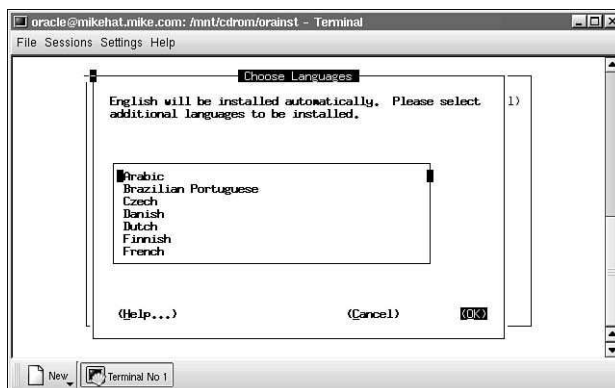 oracle@mikehat.mike.com: /mnt/cdrom/orainst - Terminal
File Sessions Settings Help
Choose Languages
English will be installed automatically. Please select
additional languages to be installed.
1)
Arabic
Brazilian Portuguese
Czech
Danish
Dutch
Finnish
French
(Help...) (Cancel) (OK)
New Terminal No 1